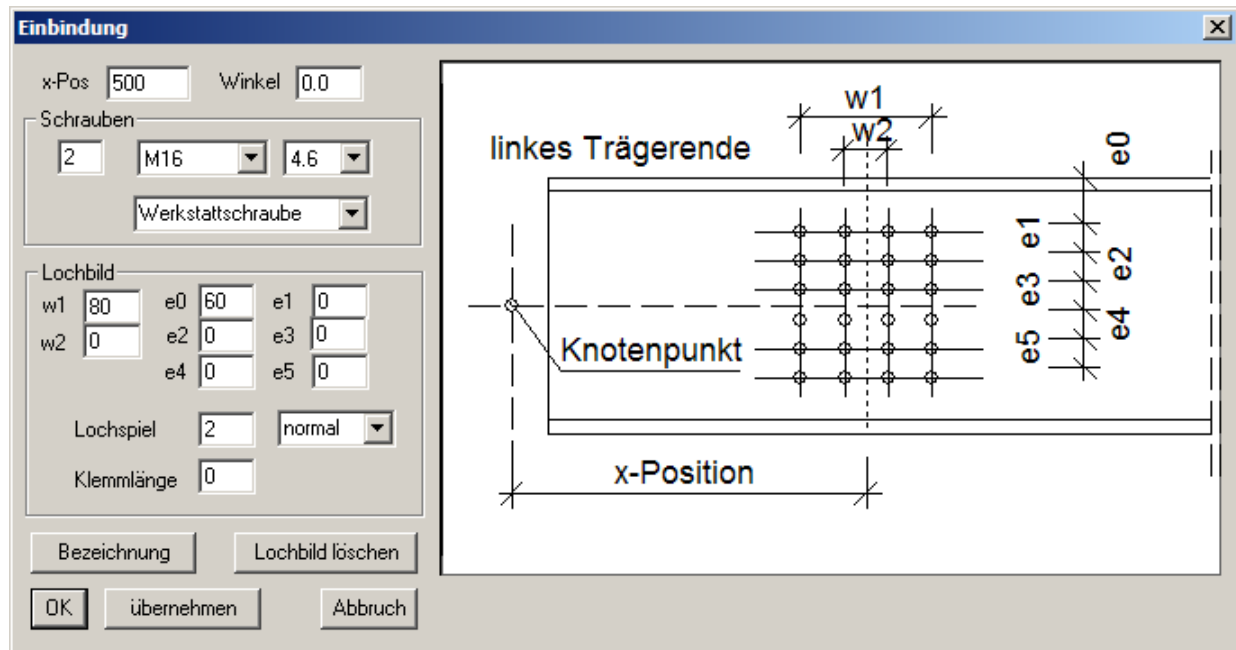 Einbindung
x-Pos 500 Winkel 0.0
Schrauben
2 M16 4.6
Werkstattschraube
Lochbild
w1 80 e0 60 e1 0
w2 0 e2 0 e3 0
e4 0 e5 0
Lochspiel 2 normal
Klemmlänge 0
Bezeichnung Lochbild löschen
OK übernehmen Abbruch
w1
w2
linkes Trägerende
e0
e1
e2
e3
e4
e5
Knotenpunkt
x-Position